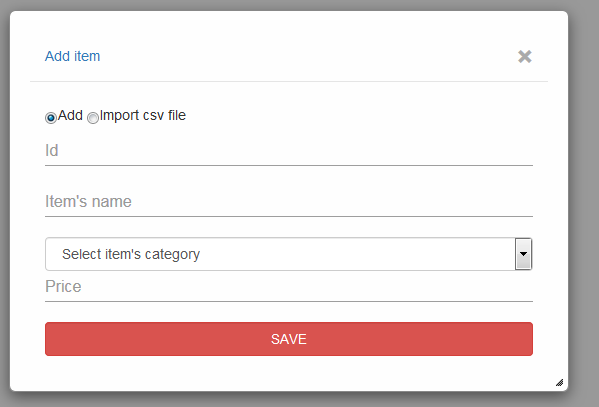 Add item
Add Import csv file
Id
Item's name
Select item's category
Price
SAVE